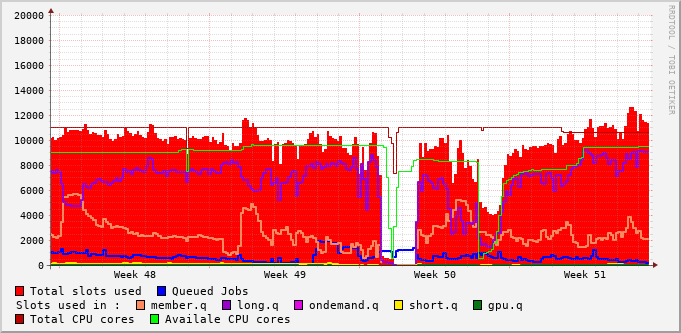 RRDTOOL / TOBI OETIKER
20000
18000
16000
14000
12000
10000
8000
6000
4000
2000
0
Week 48 Week 49 Week 50 Week 51
Total slots used Queued Jobs
Slots used in : member.q long.q ondemand.q short.q gpu.q
Total CPU cores Availale CPU cores